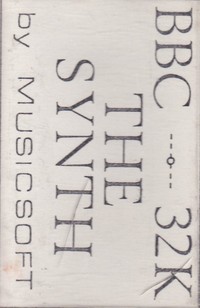 BBC --o-- 32K
THE
SYNTH
by MUSICSOFT